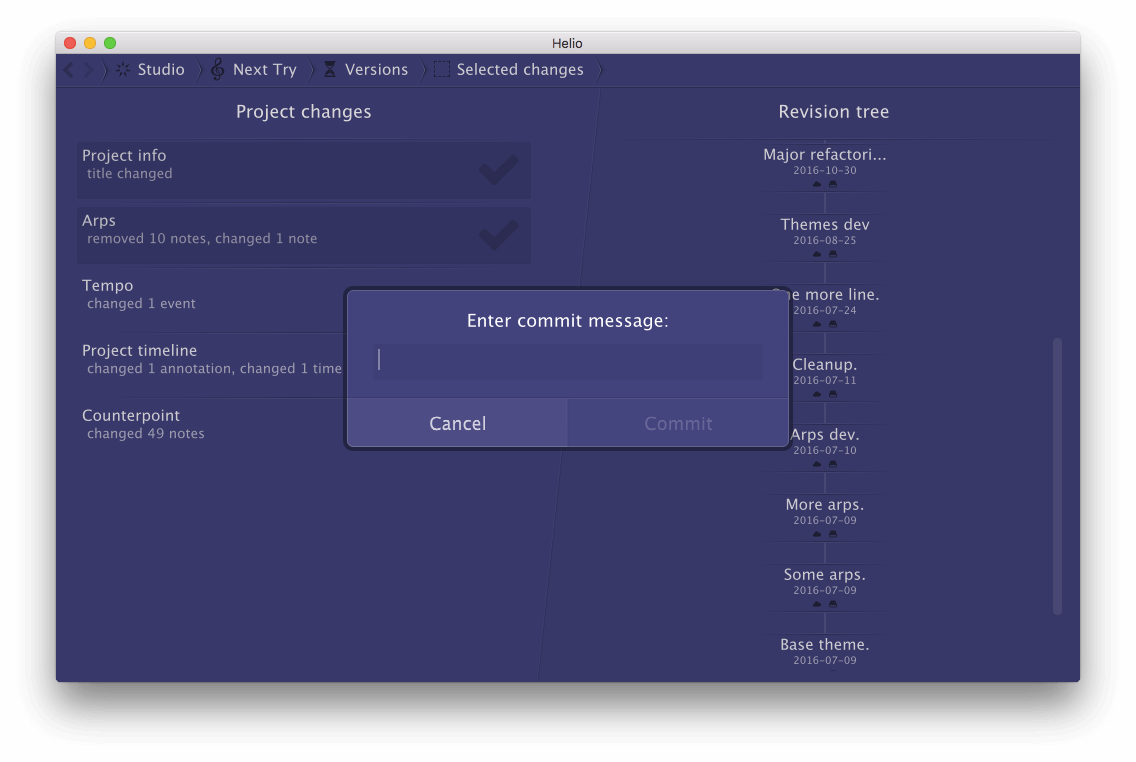 Helio
Studio
Next Try
Versions
Selected changes
Project changes
Project info
title changed
Arps
removed 10 notes, changed 1 note
Tempo
changed 1 event
Project timeline
changed 1 annotation, changed 1 time
Counterpoint
changed 49 notes
Enter commit message:
Cancel
Commit
Revision tree
Major refactori...
2016-10-30
Themes dev
2016-08-25
more line.
2016-07-24
Cleanup.
2016-07-11
Arps dev.
2016-07-10
More arps.
2016-07-09
Some arps.
2016-07-09
Base theme.
2016-07-09